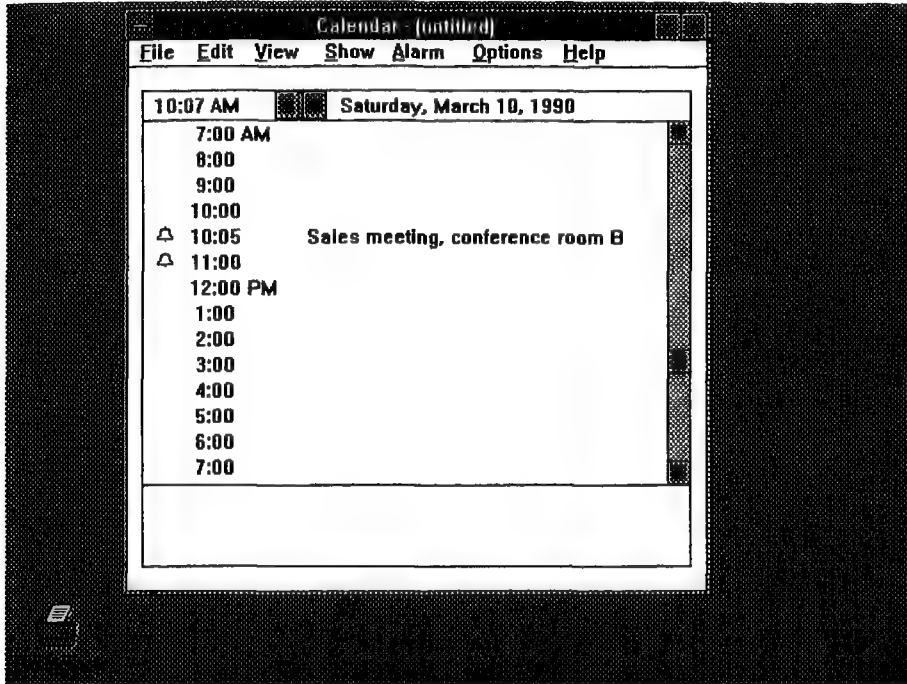 Calendar - (untitled)
File Edit View Show Alarm Options Help
10:07 AM Saturday, March 10, 1990
7:00 AM
8:00
9:00
10:00
10:05 Sales meeting, conference room B
11:00
12:00 PM
1:00
2:00
3:00
4:00
5:00
6:00
7:00